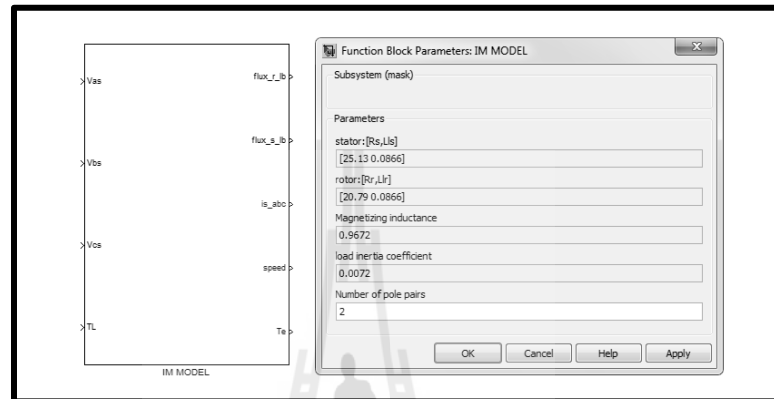 Vas
Vbs
Vcs
TL
flux_r_lb
flux_s_lb
is_abc
speed
Te
IM MODEL
Function Block Parameters: IM MODEL
Subsystem (mask)
Parameters
stator:[Rs,Lls]
[25.13 0.0866]
rotor:[Rr,Llr]
[20.79 0.0866]
Magnetizing inductance
0.9672
load inertia coefficient
0.0072
Number of pole pairs
2
OK Cancel Help Apply